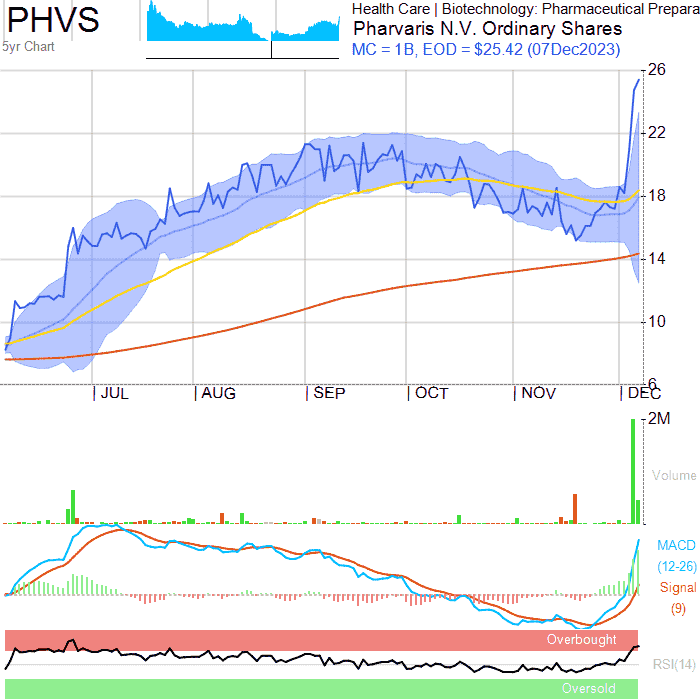 PHVS
5yr Chart
Health Care | Biotechnology: Pharmaceutical Prepara
Pharvaris N.V. Ordinary Shares
MC = 1B, EOD = $25.42 (07Dec2023)
26
22
18
14
10
6
JUL AUG SEP OCT NOV DEC
2M
Volume
MACD
(12-26)
Signal
(9)
Overbought
RSI(14)
Oversold